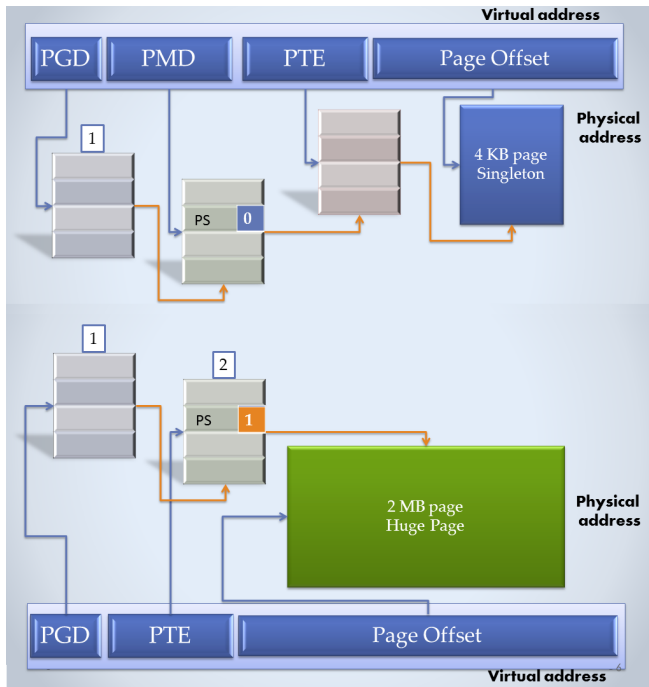 Virtual address
PGD PMD PTE Page Offset
Physical
address
1
4 KB page
Singleton
PS 0
1
2
PS 1
2 MB page
Huge Page
Physical
address
PGD PTE Page Offset
6
Virtual address